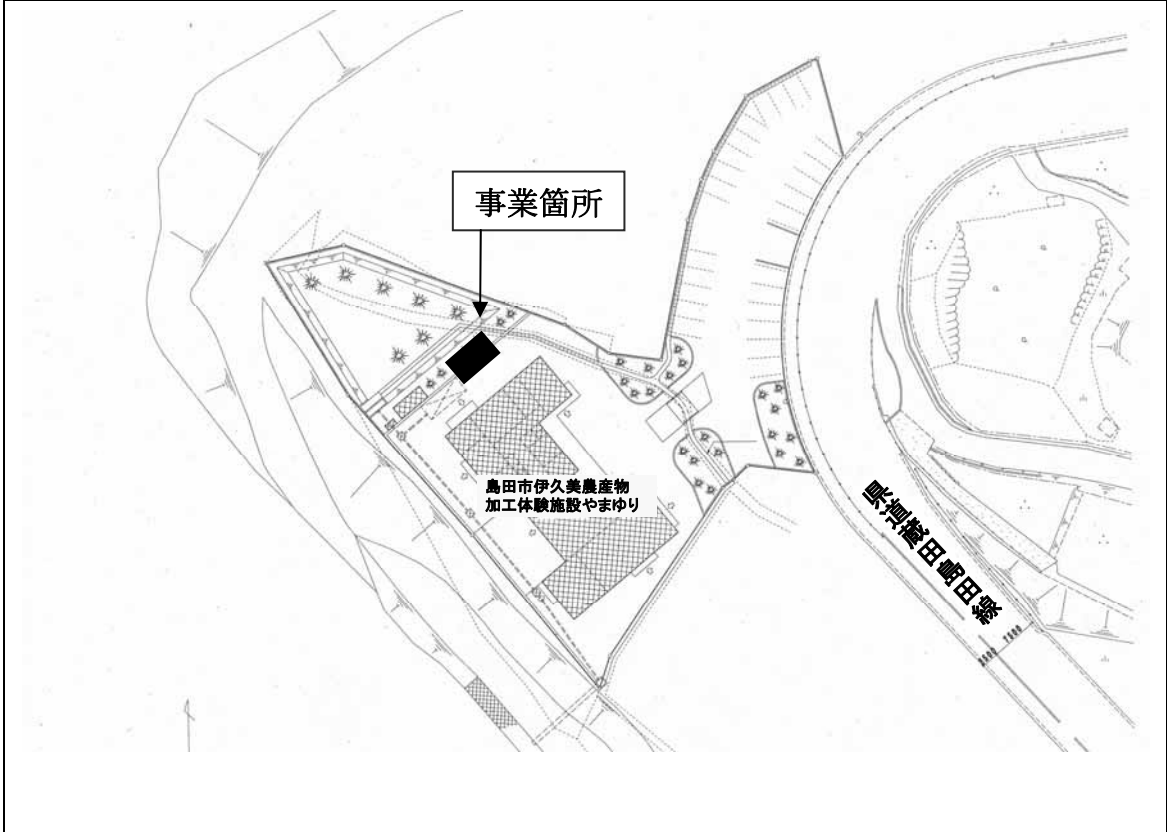 事業箇所
島田市伊久美農産物
加工体験施設やまゆり
県道蔵田島田線